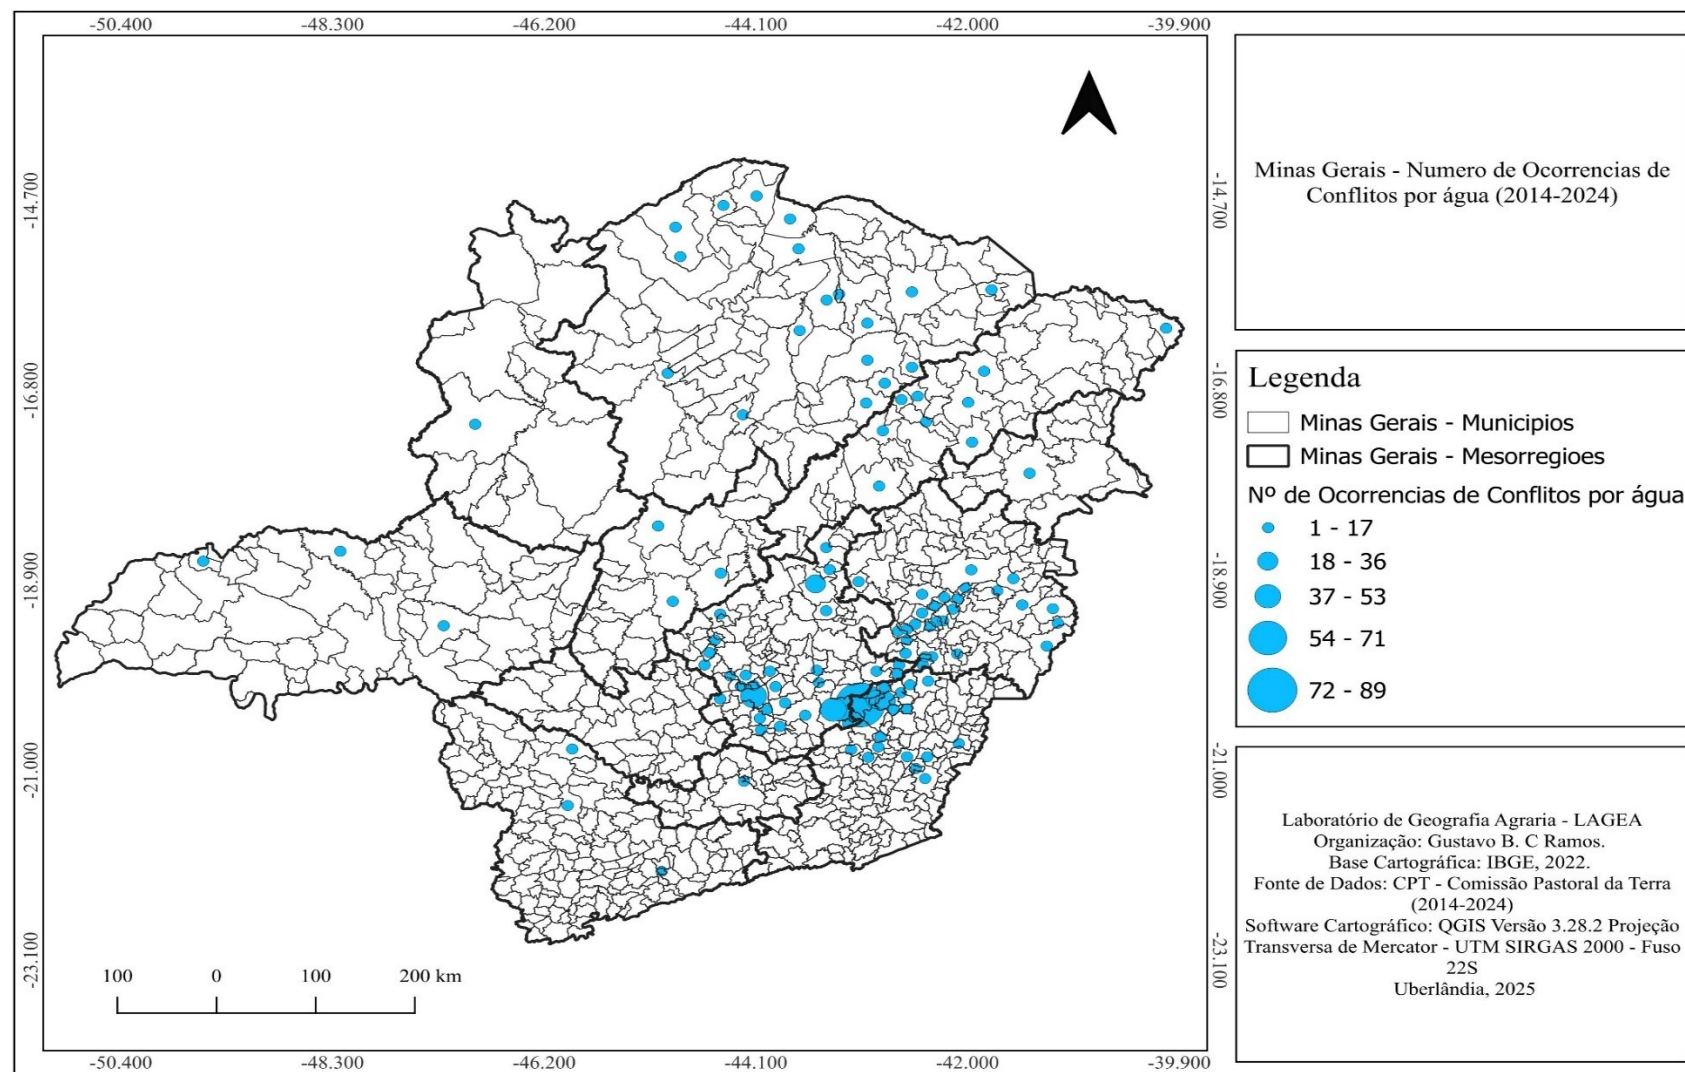 -50.400 -48.300 -46.200 -44.100 -42.000 -39.900
-14.700
-16.800
-18.900
-21.000
-23.100
100 0 100 200 km
-14.700
-16.800
-18.900
-21.000
-23.100
-50.400 -48.300 -46.200 -44.100 -42.000 -39.900
Minas Gerais - Numero de Ocorrencias de
Conflitos por água (2014-2024)
Legenda
Minas Gerais - Municipios
Minas Gerais - Mesorregioes
Nº de Ocorrencias de Conflitos por água
1 - 17
18 - 36
37 - 53
54 - 71
72 - 89
Laboratório de Geografia Agraria - LAGEA
Organização: Gustavo B. C Ramos.
Base Cartográfica: IBGE, 2022.
Fonte de Dados: CPT - Comissão Pastoral da Terra
(2014-2024)
Software Cartográfico: QGIS Versão 3.28.2 Projeção
Transversa de Mercator - UTM SIRGAS 2000 - Fuso
22S
Uberlândia, 2025